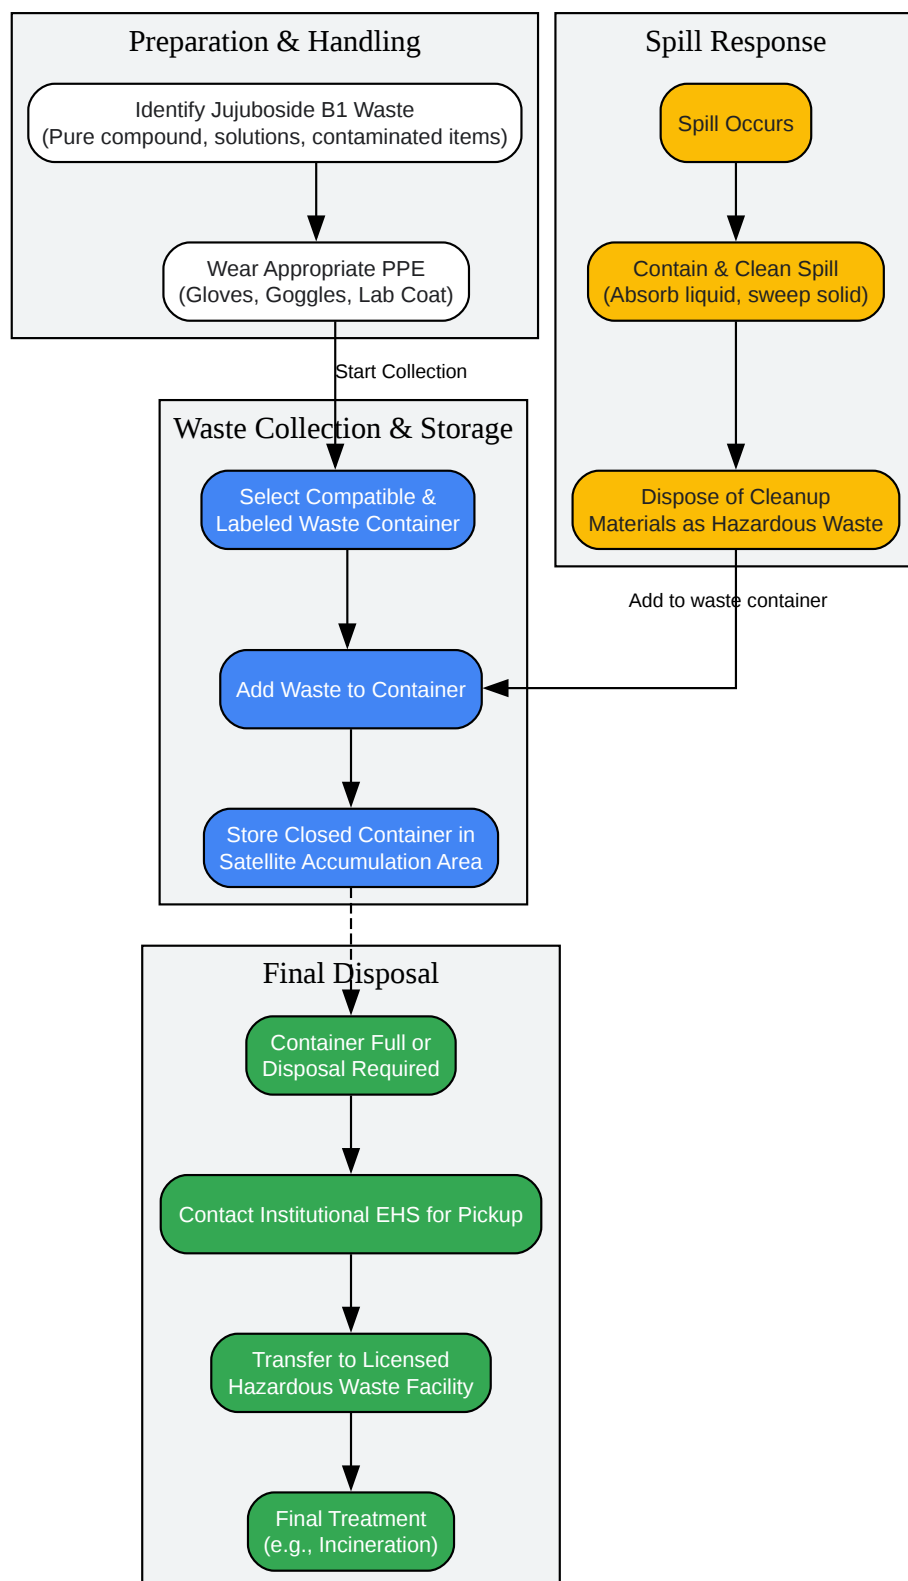 Preparation & Handling
Identify Jujuboside B1 Waste
(Pure compound, solutions, contaminated items)
Wear Appropriate PPE
(Gloves, Goggles, Lab Coat)
Start Collection
Spill Response
Spill Occurs
Contain & Clean Spill
(Absorb liquid, sweep solid)
Dispose of Cleanup
Materials as Hazardous Waste
Add to waste container
Waste Collection & Storage
Select Compatible &
Labeled Waste Container
Add Waste to Container
Store Closed Container in
Satellite Accumulation Area
Final Disposal
Container Full or
Disposal Required
Contact Institutional EHS for Pickup
Transfer to Licensed
Hazardous Waste Facility
Final Treatment
(e.g., Incineration)